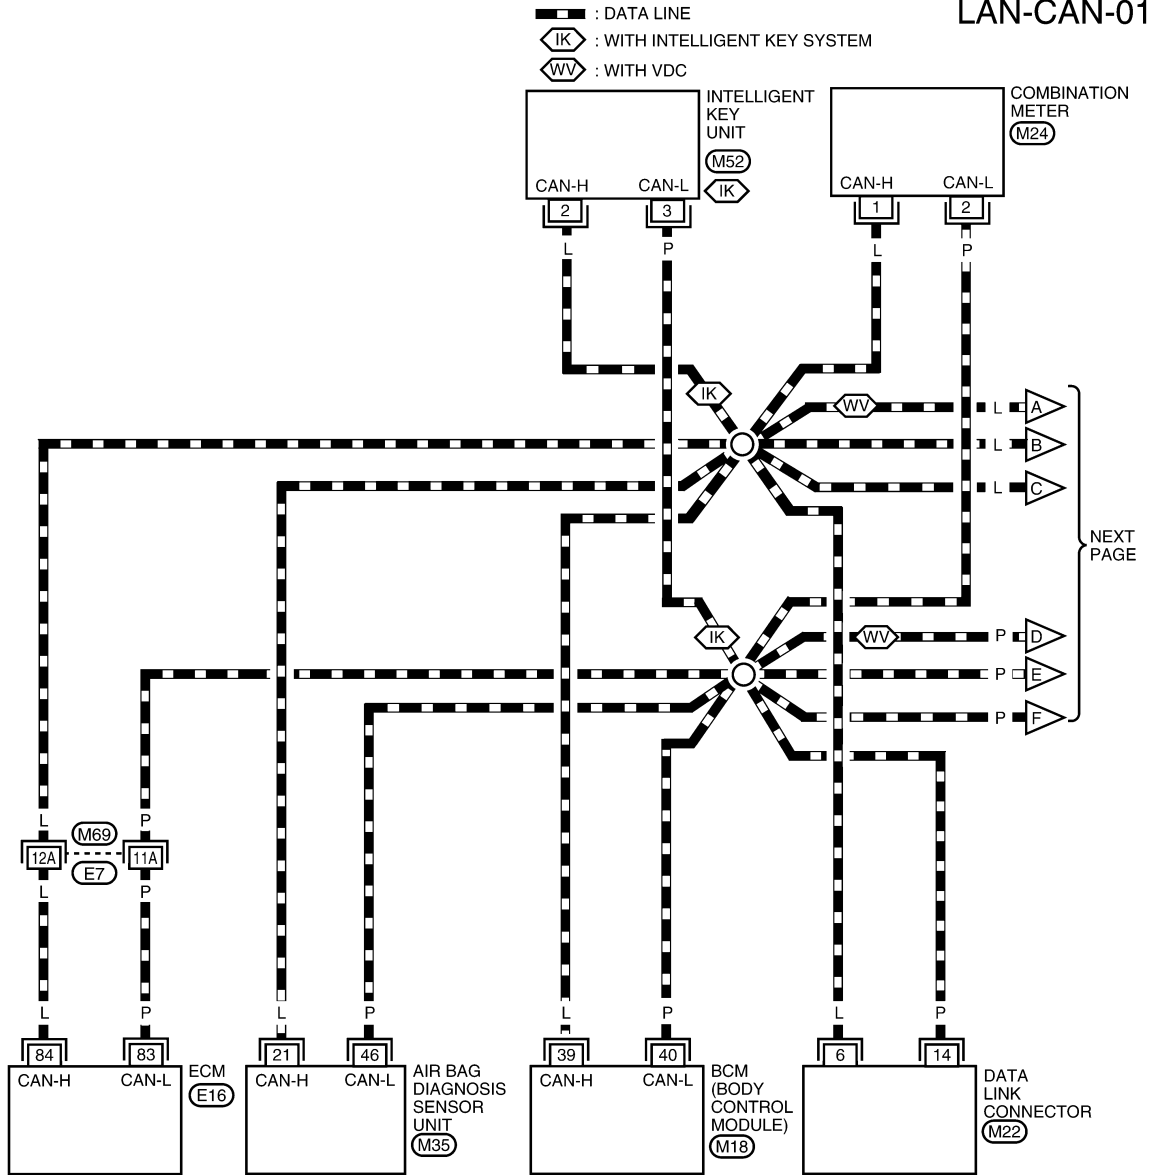 LAN-CAN-01
: DATA LINE
IK : WITH INTELLIGENT KEY SYSTEM
WV : WITH VDC
INTELLIGENT
KEY
UNIT
M52
IK
CAN-H CAN-L
2 3
L P
COMBINATION
METER
M24
CAN-H CAN-L
1 2
L P
IK
WV L A
L B
L C
NEXT
PAGE
IK
WV P D
P E
P F
L M69 P
12A 11A
L E7 P
L P L P L P L P
84 83 21 46 39 40 6 14
CAN-H CAN-L
ECM
E16
CAN-H CAN-L
AIR BAG
DIAGNOSIS
SENSOR
UNIT
M35
CAN-H CAN-L
BCM
(BODY
CONTROL
MODULE)
M18
DATA
LINK
CONNECTOR
M22